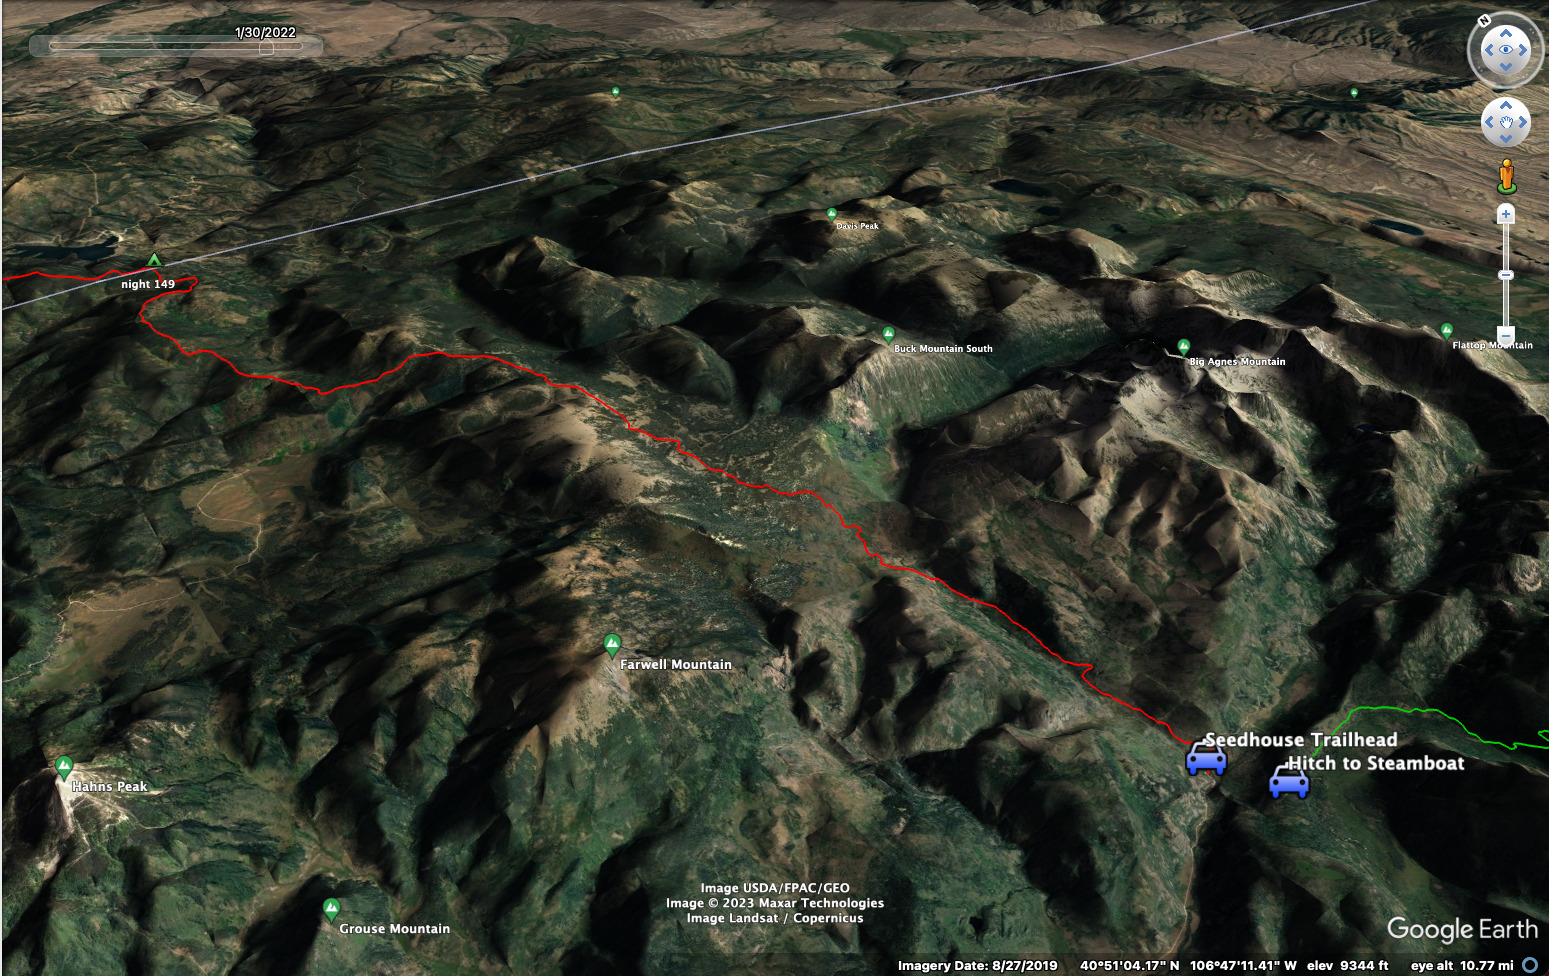 1/30/2022
N
Davis Peak
night 149
Buck Mountain South
Flattop Mountain
Big Agnes Mountain
Farwell Mountain
Seedhouse Trailhead
Hitch to Steamboat
Hahns Peak
Grouse Mountain
Image USDA/FPAC/GEO
Image © 2023 Maxar Technologies
Image Landsat / Copernicus
Google Earth
Imagery Date: 8/27/2019 40°51'04.17" N 106°47'11.41" W elev 9344 ft eye alt 10.77 mi